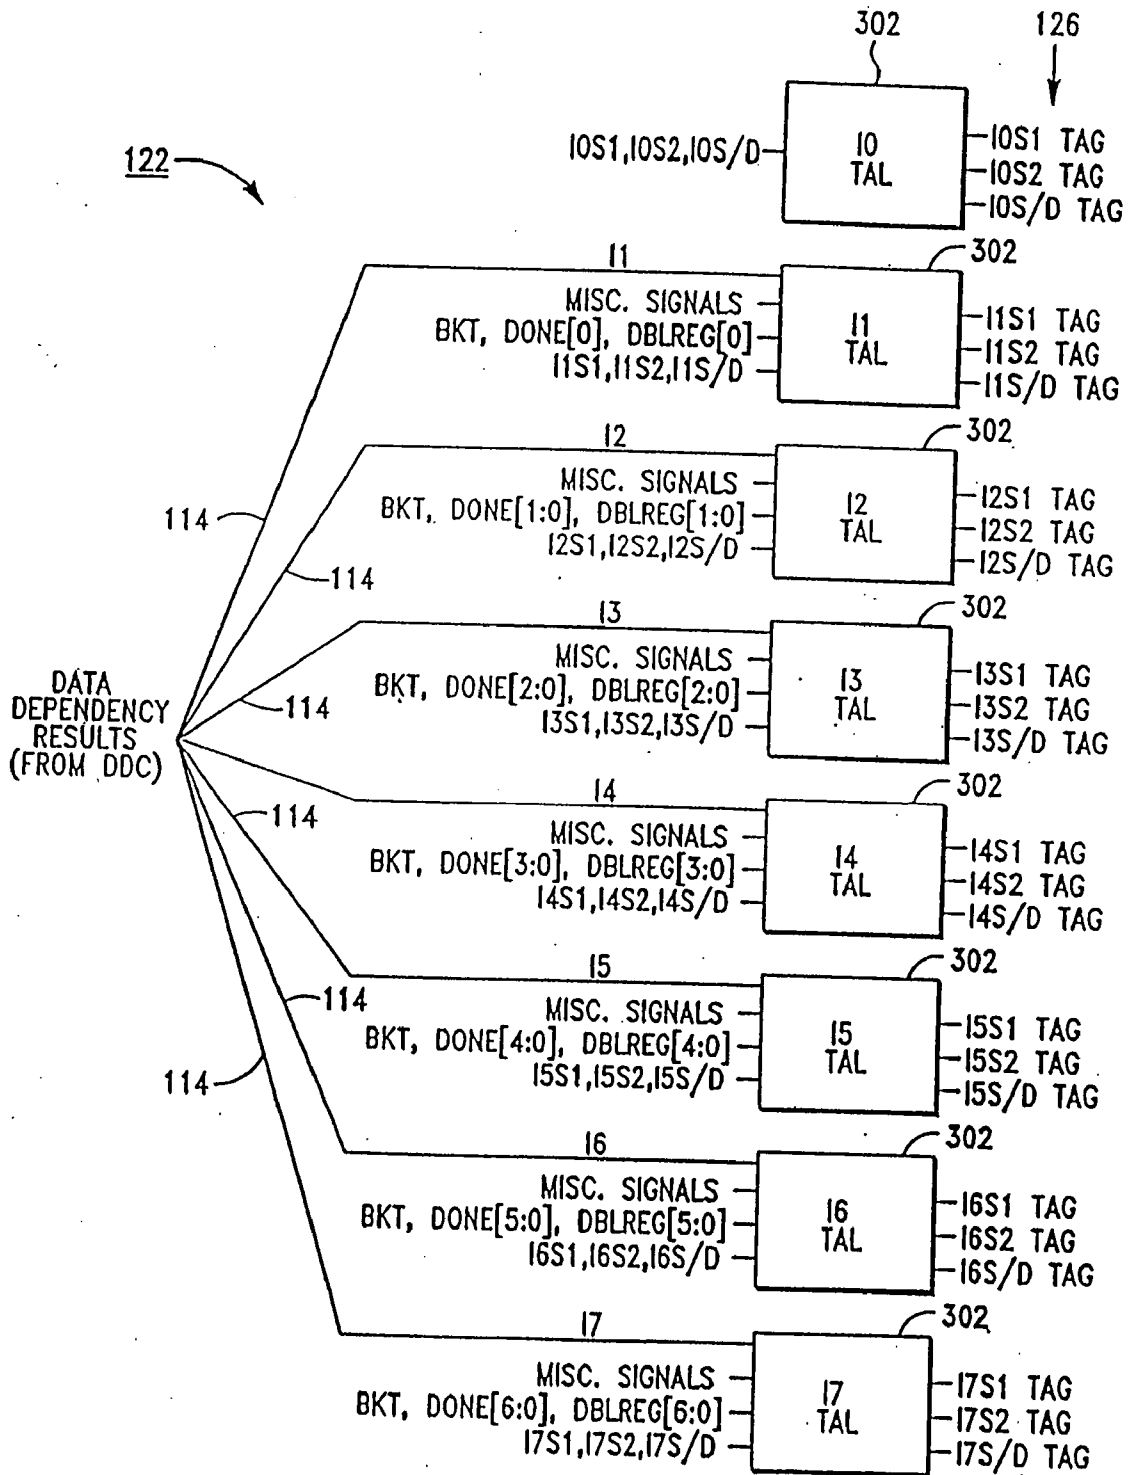 302
126
122
I0S1,I0S2,I0S/D
I0
TAL
I0S1 TAG
I0S2 TAG
I0S/D TAG
302
I1
MISC. SIGNALS
BKT, DONE[0], DBLREG[0]
I1S1,I1S2,I1S/D
I1
TAL
I1S1 TAG
I1S2 TAG
I1S/D TAG
302
I2
MISC. SIGNALS
BKT, DONE[1:0], DBLREG[1:0]
I2S1,I2S2,I2S/D
I2
TAL
I2S1 TAG
I2S2 TAG
I2S/D TAG
114
114
302
I3
MISC. SIGNALS
BKT, DONE[2:0], DBLREG[2:0]
I3S1,I3S2,I3S/D
I3
TAL
I3S1 TAG
I3S2 TAG
I3S/D TAG
114
DATA
DEPENDENCY
RESULTS
(FROM DDC)
302
I4
MISC. SIGNALS
BKT, DONE[3:0], DBLREG[3:0]
I4S1,I4S2,I4S/D
I4
TAL
I4S1 TAG
I4S2 TAG
I4S/D TAG
114
302
I5
MISC. SIGNALS
BKT, DONE[4:0], DBLREG[4:0]
I5S1,I5S2,I5S/D
I5
TAL
I5S1 TAG
I5S2 TAG
I5S/D TAG
114
114
302
I6
MISC. SIGNALS
BKT, DONE[5:0], DBLREG[5:0]
I6S1,I6S2,I6S/D
I6
TAL
I6S1 TAG
I6S2 TAG
I6S/D TAG
302
I7
MISC. SIGNALS
BKT, DONE[6:0], DBLREG[6:0]
I7S1,I7S2,I7S/D
I7
TAL
I7S1 TAG
I7S2 TAG
I7S/D TAG